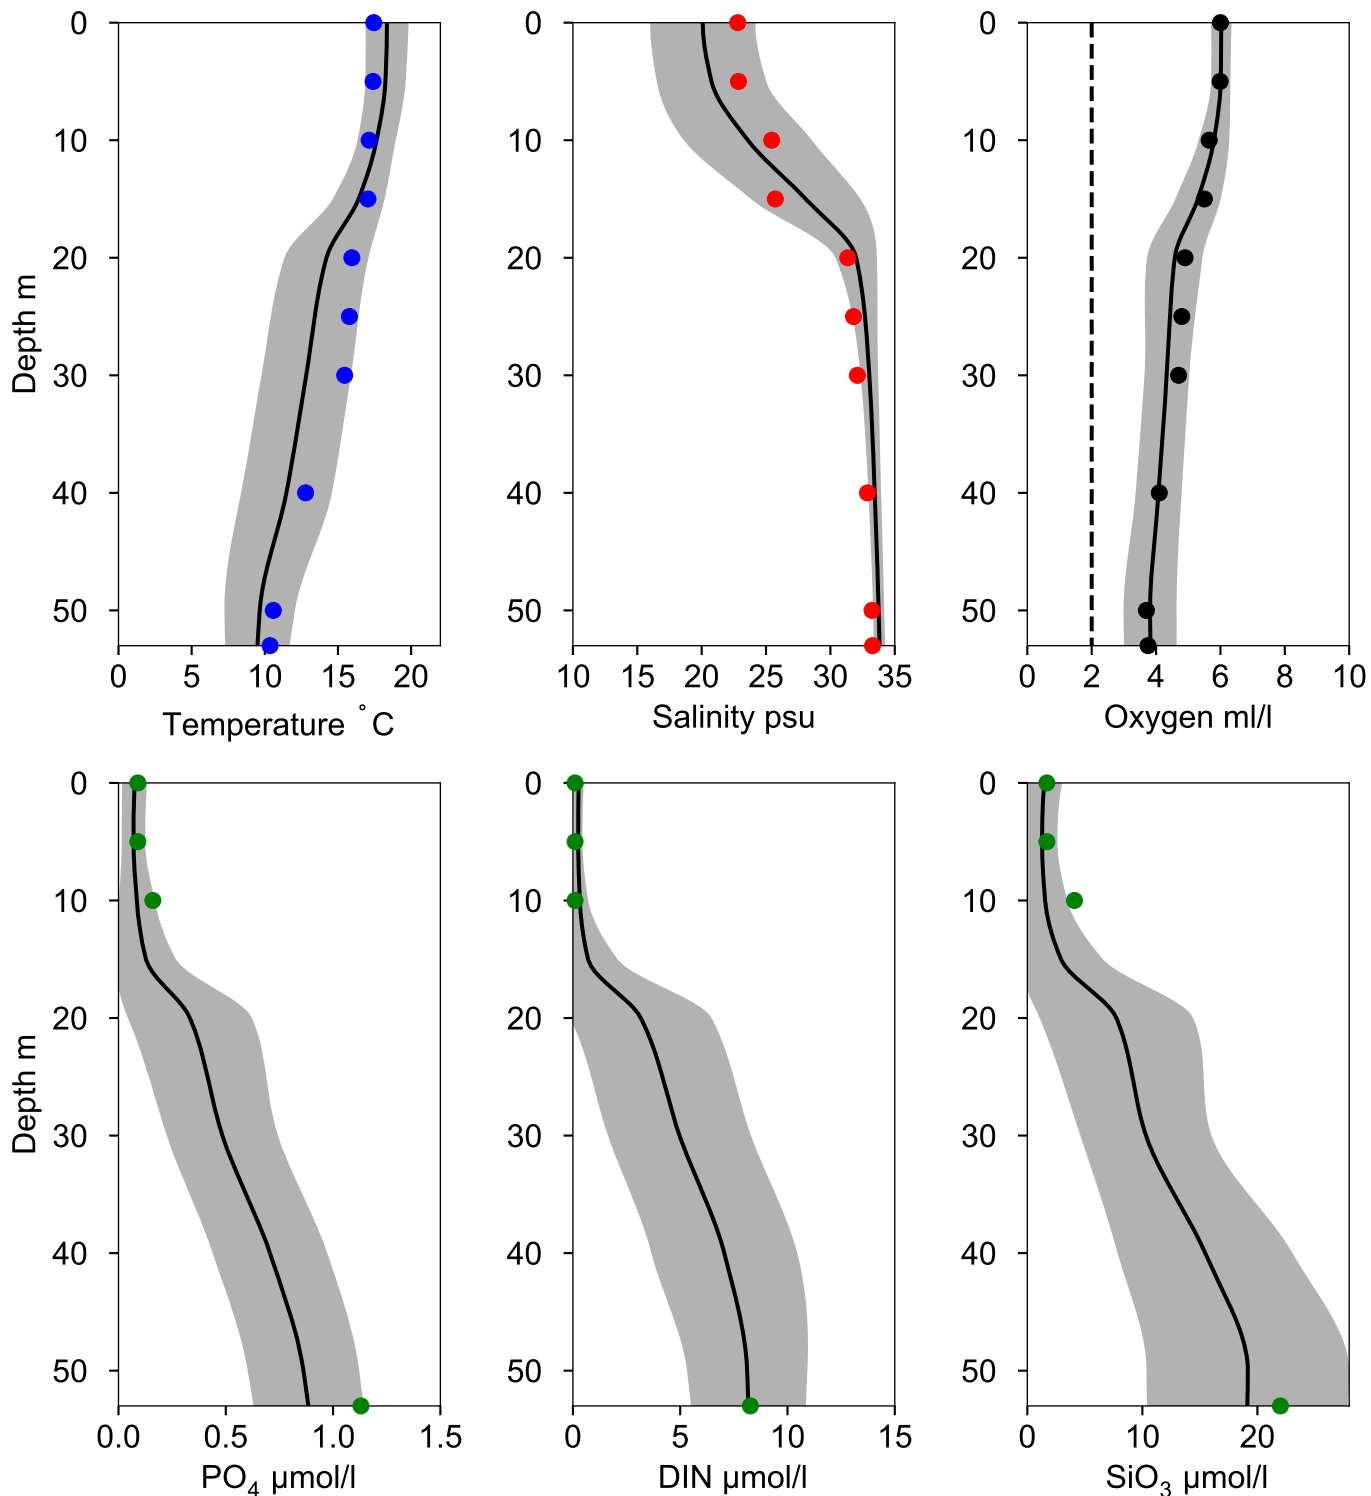 0
10
20
30
40
50
Depth m
0 5 10 15 20
Temperature °C
0
10
20
30
40
50
10 15 20 25 30 35
Salinity psu
0
10
20
30
40
50
0 2 4 6 8 10
Oxygen ml/l
0
10
20
30
40
50
Depth m
0.0 0.5 1.0 1.5
PO₄ µmol/l
0
10
20
30
40
50
0 5 10 15
DIN µmol/l
0
10
20
30
40
50
0 10 20
SiO₃ µmol/l